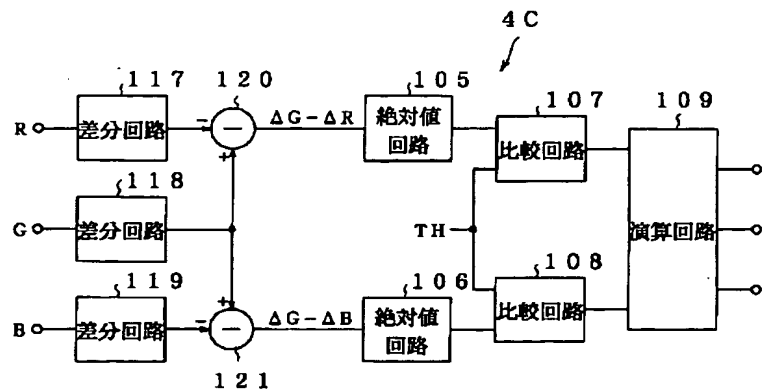 4C
117
120
105
107
109
R
差分回路
−
−
+
ΔG−ΔR
絶対値
回路
比較回路
118
G
差分回路
TH
演算回路
119
108
B
差分回路
−
+
−
ΔG−ΔB
106
絶対値
回路
比較回路
121